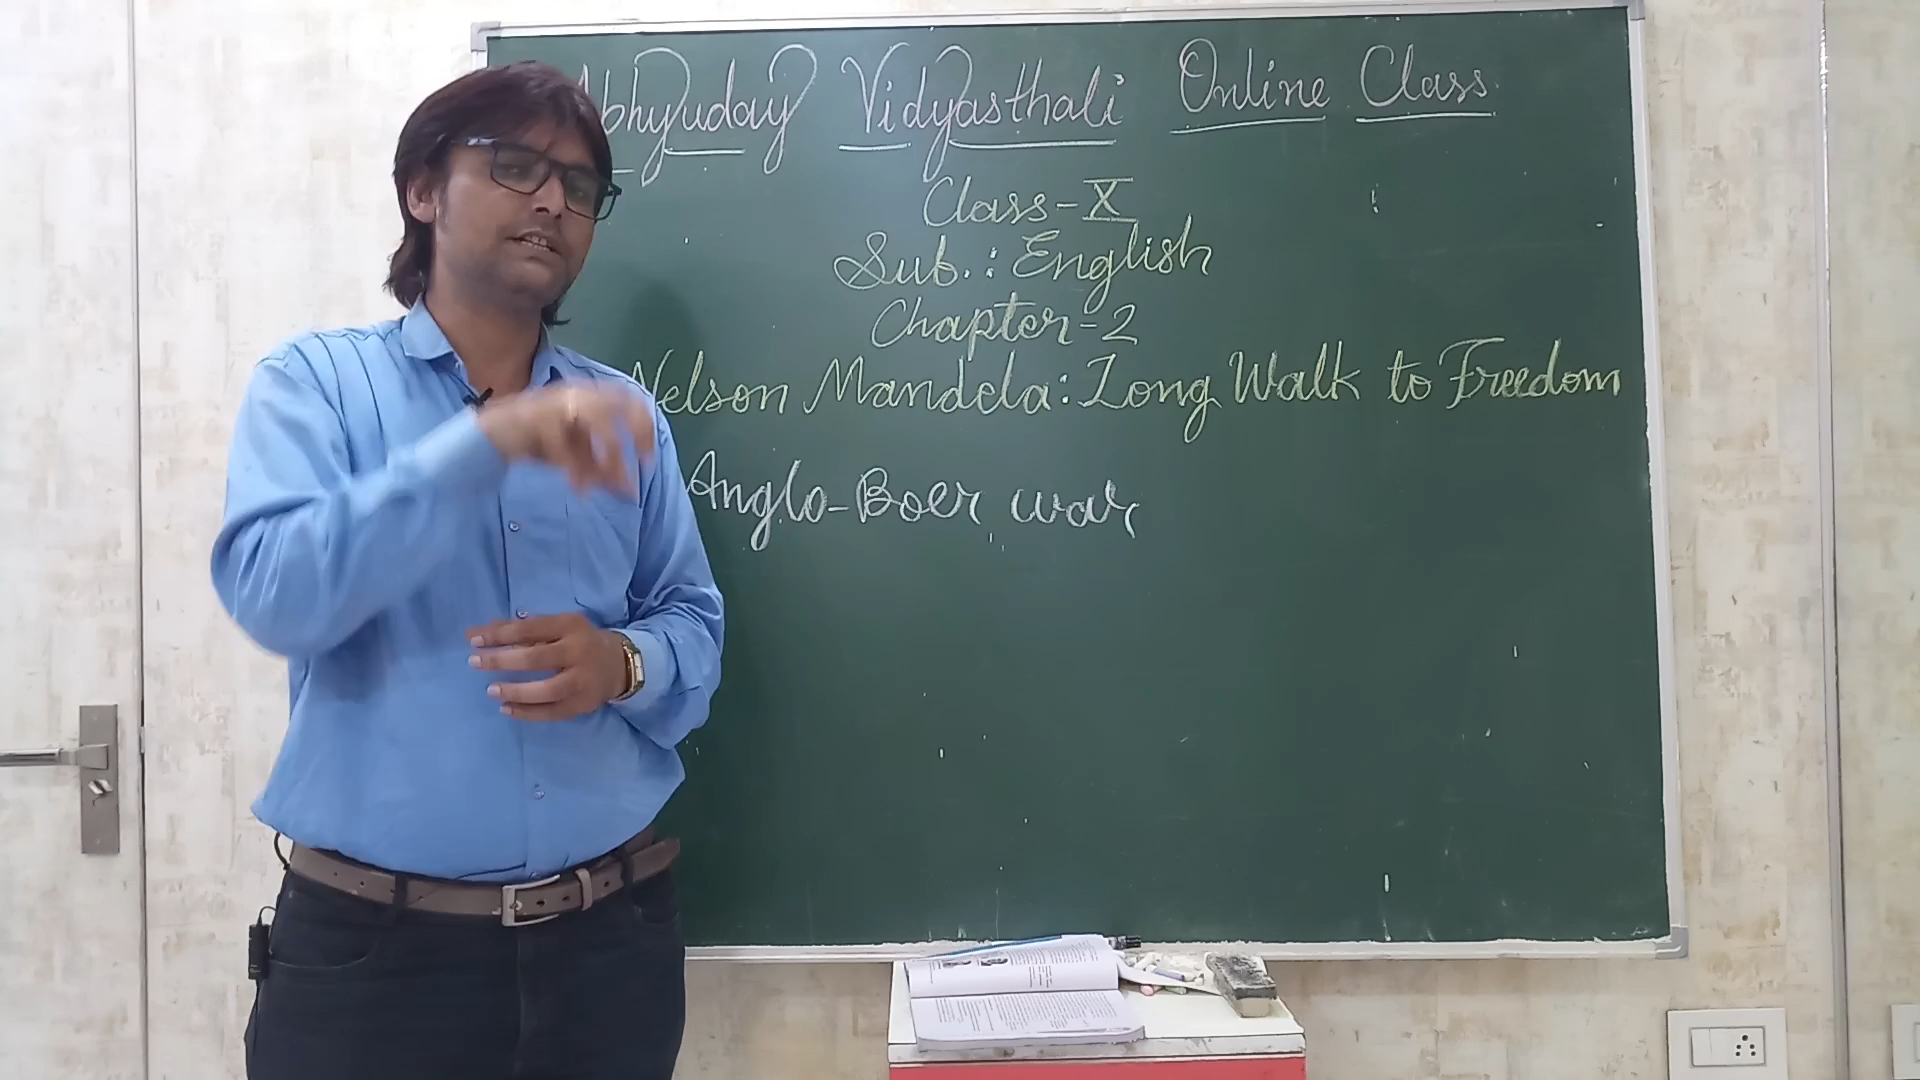 Abhyuday Vidyasthali Online Class
Class-X
Sub.: English
Chapter-2
Nelson Mandela: Long Walk to Freedom
Anglo-Boer war